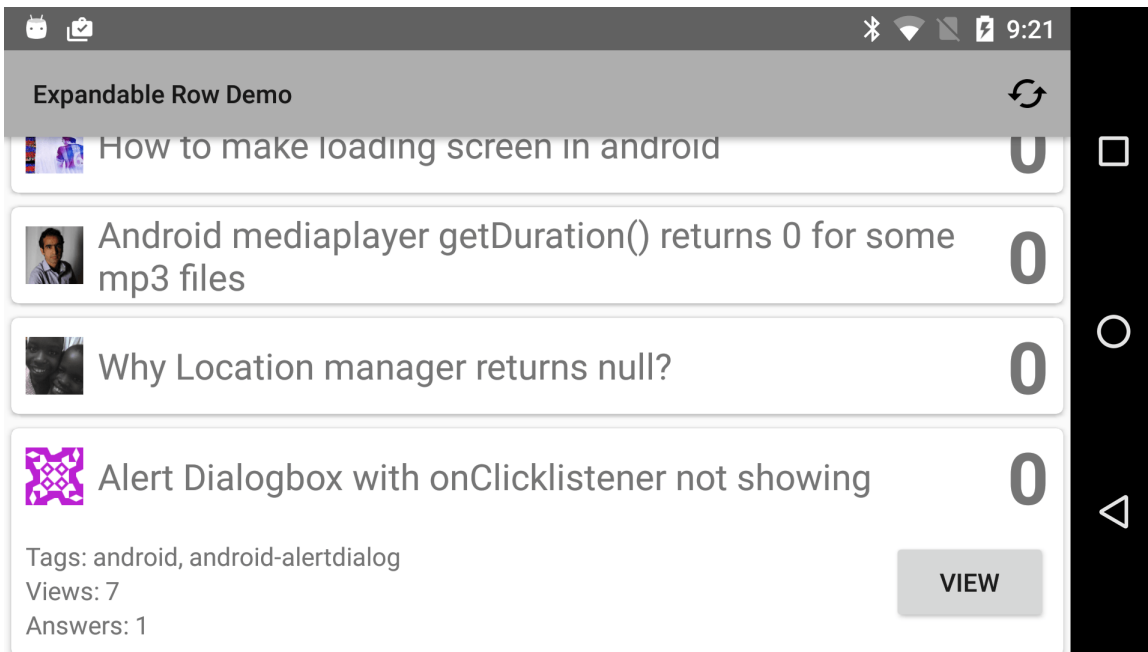 9:21
Expandable Row Demo
How to make loading screen in android
0
Android mediaplayer getDuration() returns 0 for some
mp3 files
0
Why Location manager returns null?
0
Alert Dialogbox with onClicklistener not showing
0
Tags: android, android-alertdialog
Views: 7
Answers: 1
VIEW